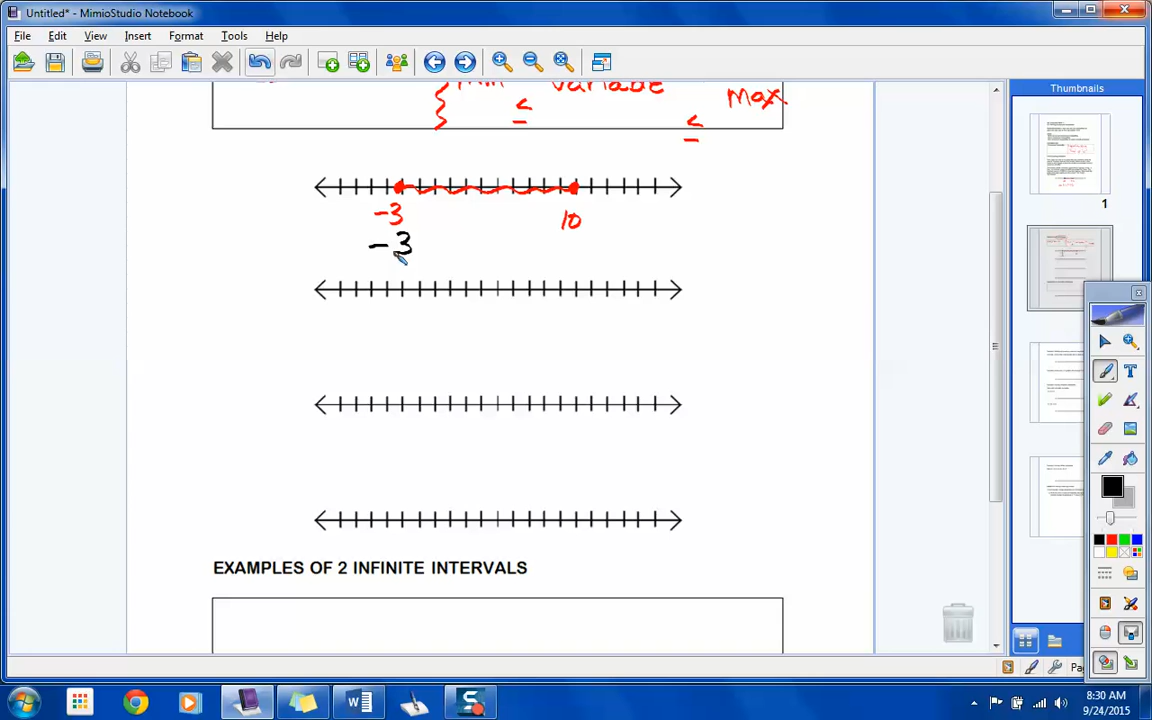 Untitled* - MimioStudio Notebook
File Edit View Insert Format Tools Help
Thumbnails
Min variable Max
≤ ≤
-3 10
-3
1
EXAMPLES OF 2 INFINITE INTERVALS
Pa
8:30 AM
9/24/2015